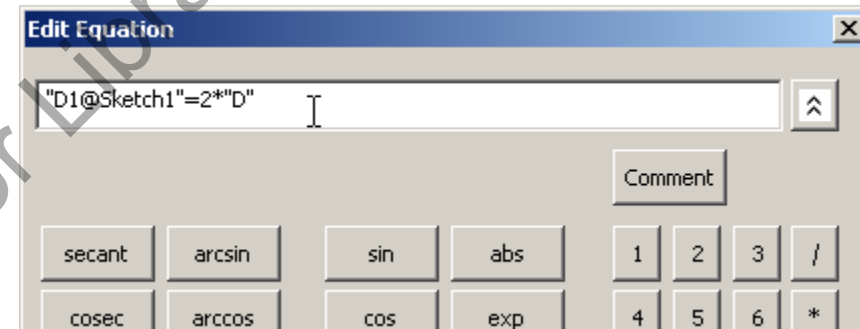 Edit Equation
"D1@Sketch1"=2*"D"
Comment
secant arcsin sin abs 1 2 3 /
cosec arccos cos exp 4 5 6 *